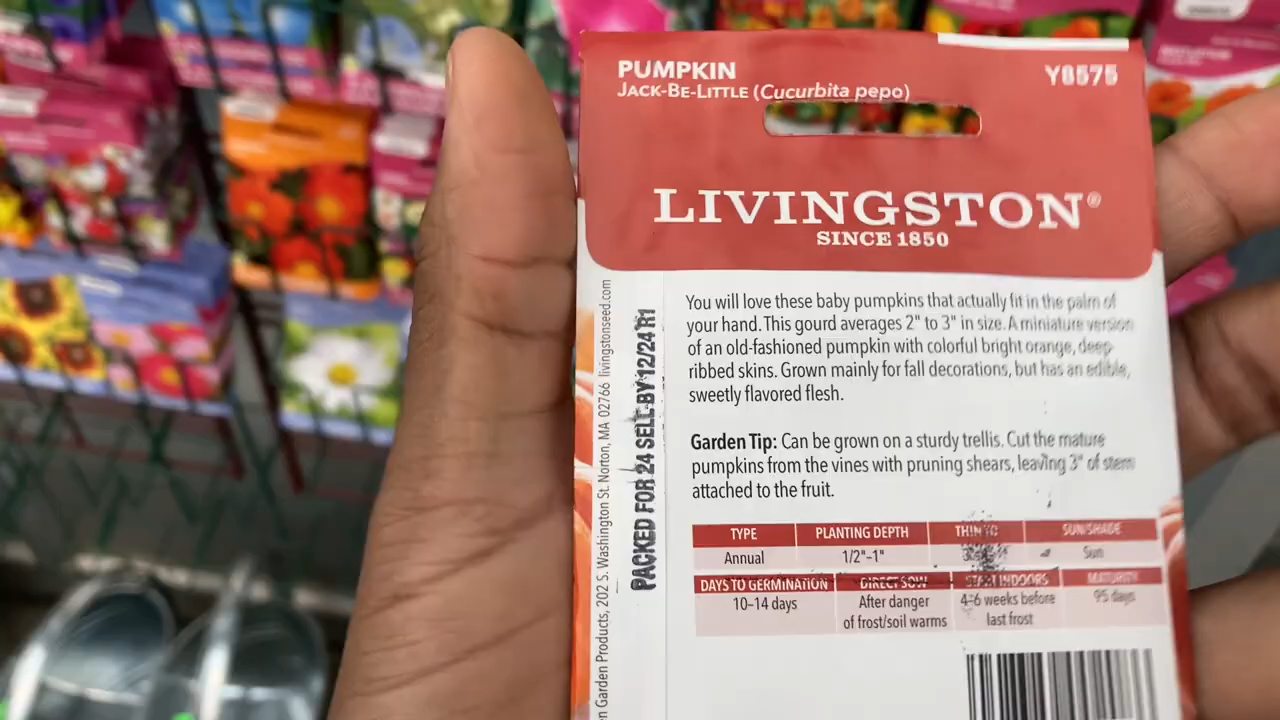 PUMPKIN
JACK-BE-LITTLE (Cucurbita pepo)
Y8575
LIVINGSTON®
SINCE 1850
You will love these baby pumpkins that actually fit in the palm of
your hand. This gourd averages 2" to 3" in size. A miniature version
of an old-fashioned pumpkin with colorful bright orange, deep
ribbed skins. Grown mainly for fall decorations, but has an edible,
sweetly flavored flesh.
Garden Tip: Can be grown on a sturdy trellis. Cut the mature
pumpkins from the vines with pruning shears, leaving 3" of stem
attached to the fruit.
TYPE PLANTING DEPTH THIN TO SUN/SHADE
Annual 1/2"-1" Sun
DAYS TO GERMINATION DIRECT SOW START INDOORS MATURITY
10-14 days After danger 4-6 weeks before 95 days
of frost/soil warms last frost
PACKED FOR 24 SELL BY 12/24 R1
Garden Products, 202 S. Washington St. Norton, MA 02766 livingstonseed.com